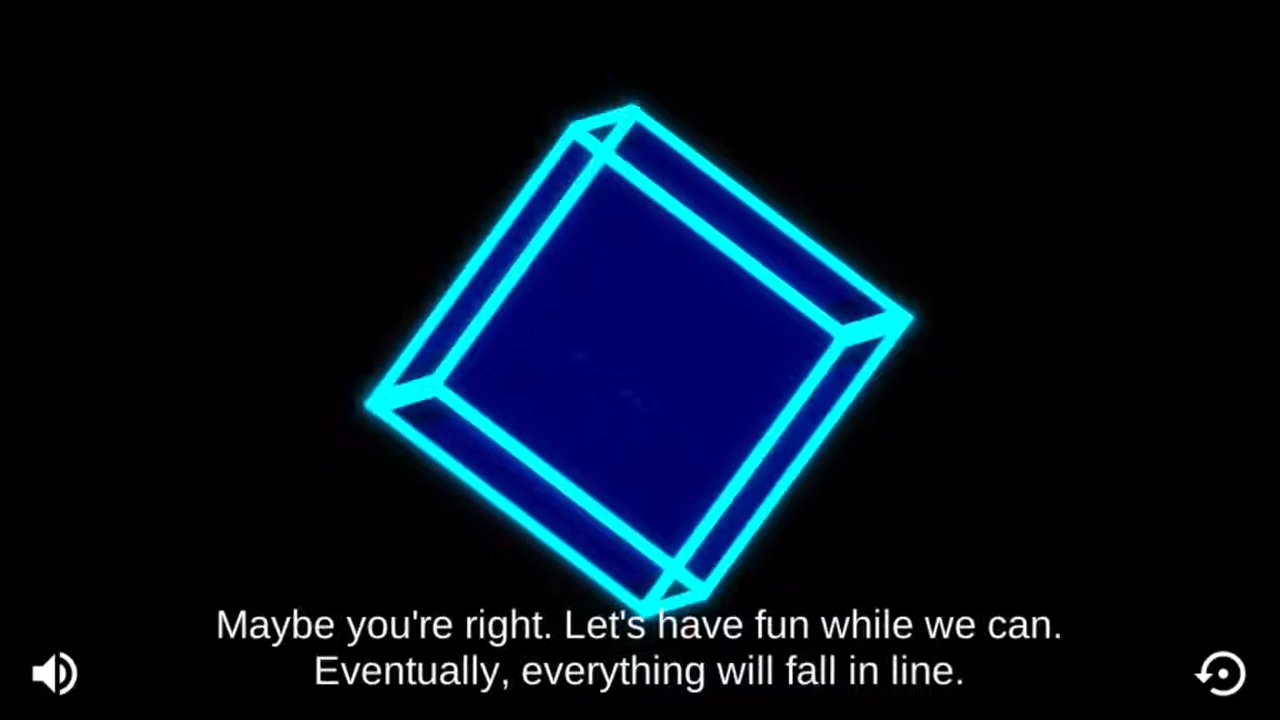 Maybe you're right. Let's have fun while we can.
Eventually, everything will fall in line.